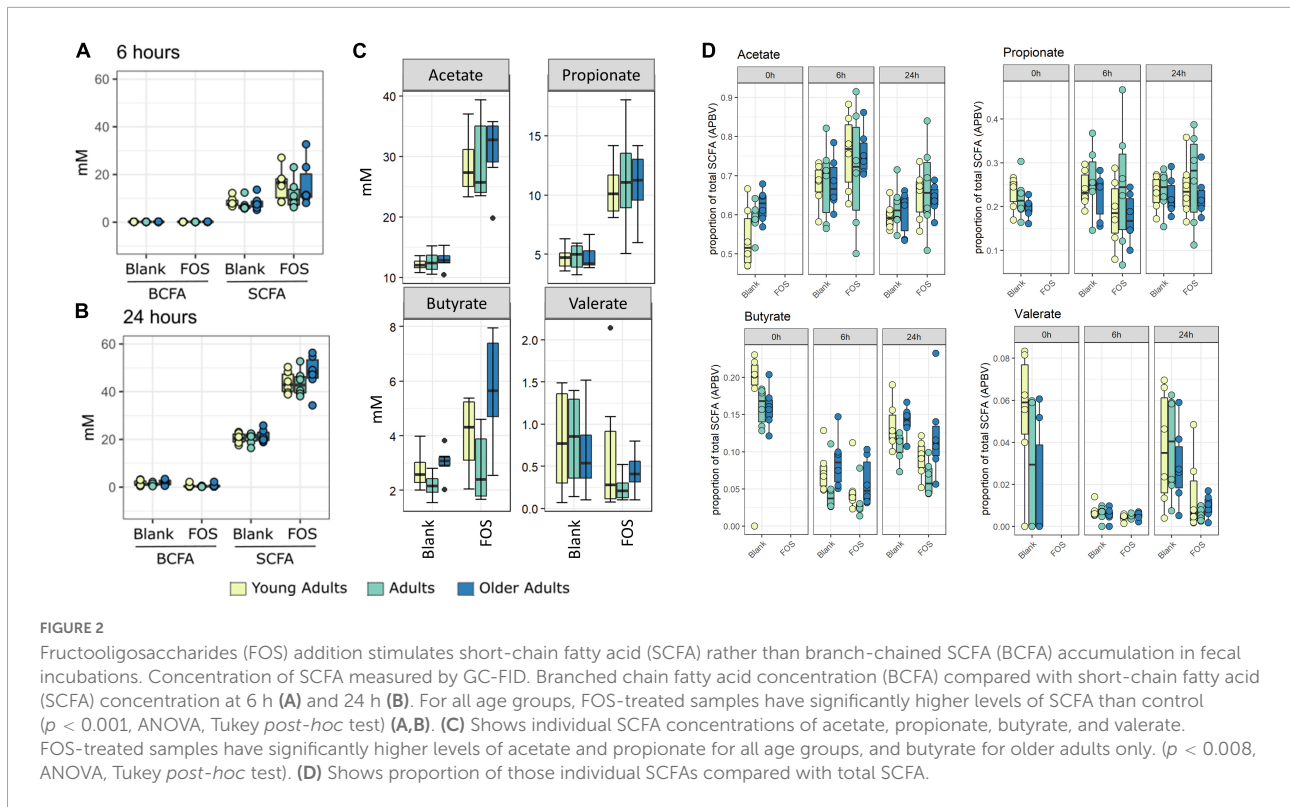 A 6 hours
60
40
20
0
mM
Blank FOS Blank FOS
BCFA SCFA
B 24 hours
60
40
20
0
mM
Blank FOS Blank FOS
BCFA SCFA
C
Acetate Propionate
40
30
20
10
mM
15
10
5
Butyrate Valerate
8
6
4
2
mM
2.0
1.5
1.0
0.5
0.0
Blank FOS Blank FOS
Young Adults Adults Older Adults
D
Acetate
0h 6h 24h
proportion of total SCFA (APBV)
0.9
0.8
0.7
0.6
0.5
Blank FOS Blank FOS Blank FOS
Propionate
0h 6h 24h
proportion of total SCFA (APBV)
0.4
0.3
0.2
0.1
Blank FOS Blank FOS Blank FOS
Butyrate
0h 6h 24h
proportion of total SCFA (APBV)
0.20
0.15
0.10
0.05
0.00
Blank FOS Blank FOS Blank FOS
Valerate
0h 6h 24h
proportion of total SCFA (APBV)
0.08
0.06
0.04
0.02
0.00
Blank FOS Blank FOS Blank FOS
FIGURE 2
Fructooligosaccharides (FOS) addition stimulates short-chain fatty acid (SCFA) rather than branch-chained SCFA (BCFA) accumulation in fecal
incubations. Concentration of SCFA measured by GC-FID. Branched chain fatty acid concentration (BCFA) compared with short-chain fatty acid
(SCFA) concentration at 6 h (A) and 24 h (B). For all age groups, FOS-treated samples have significantly higher levels of SCFA than control
(p < 0.001, ANOVA, Tukey post-hoc test) (A,B). (C) Shows individual SCFA concentrations of acetate, propionate, butyrate, and valerate.
FOS-treated samples have significantly higher levels of acetate and propionate for all age groups, and butyrate for older adults only. (p < 0.008,
ANOVA, Tukey post-hoc test). (D) Shows proportion of those individual SCFAs compared with total SCFA.